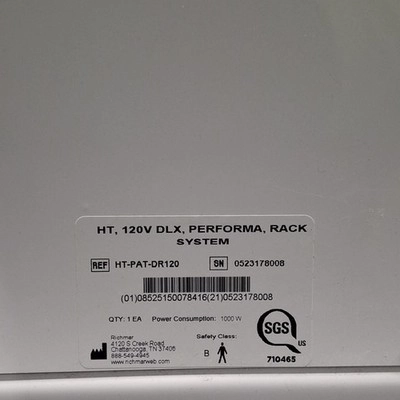 HT, 120V DLX, PERFORMA, RACK
SYSTEM
REF HT-PAT-DR120 SN 0523178008
(01)08525150078416(21)0523178008
QTY: 1 EA Power Consumption: 1000 W
Richmar
4120 S Creek Road
Chattanooga, TN 37406
888-549-4945
www.richmarweb.com
Safety Class:
B
SGS
US
710465